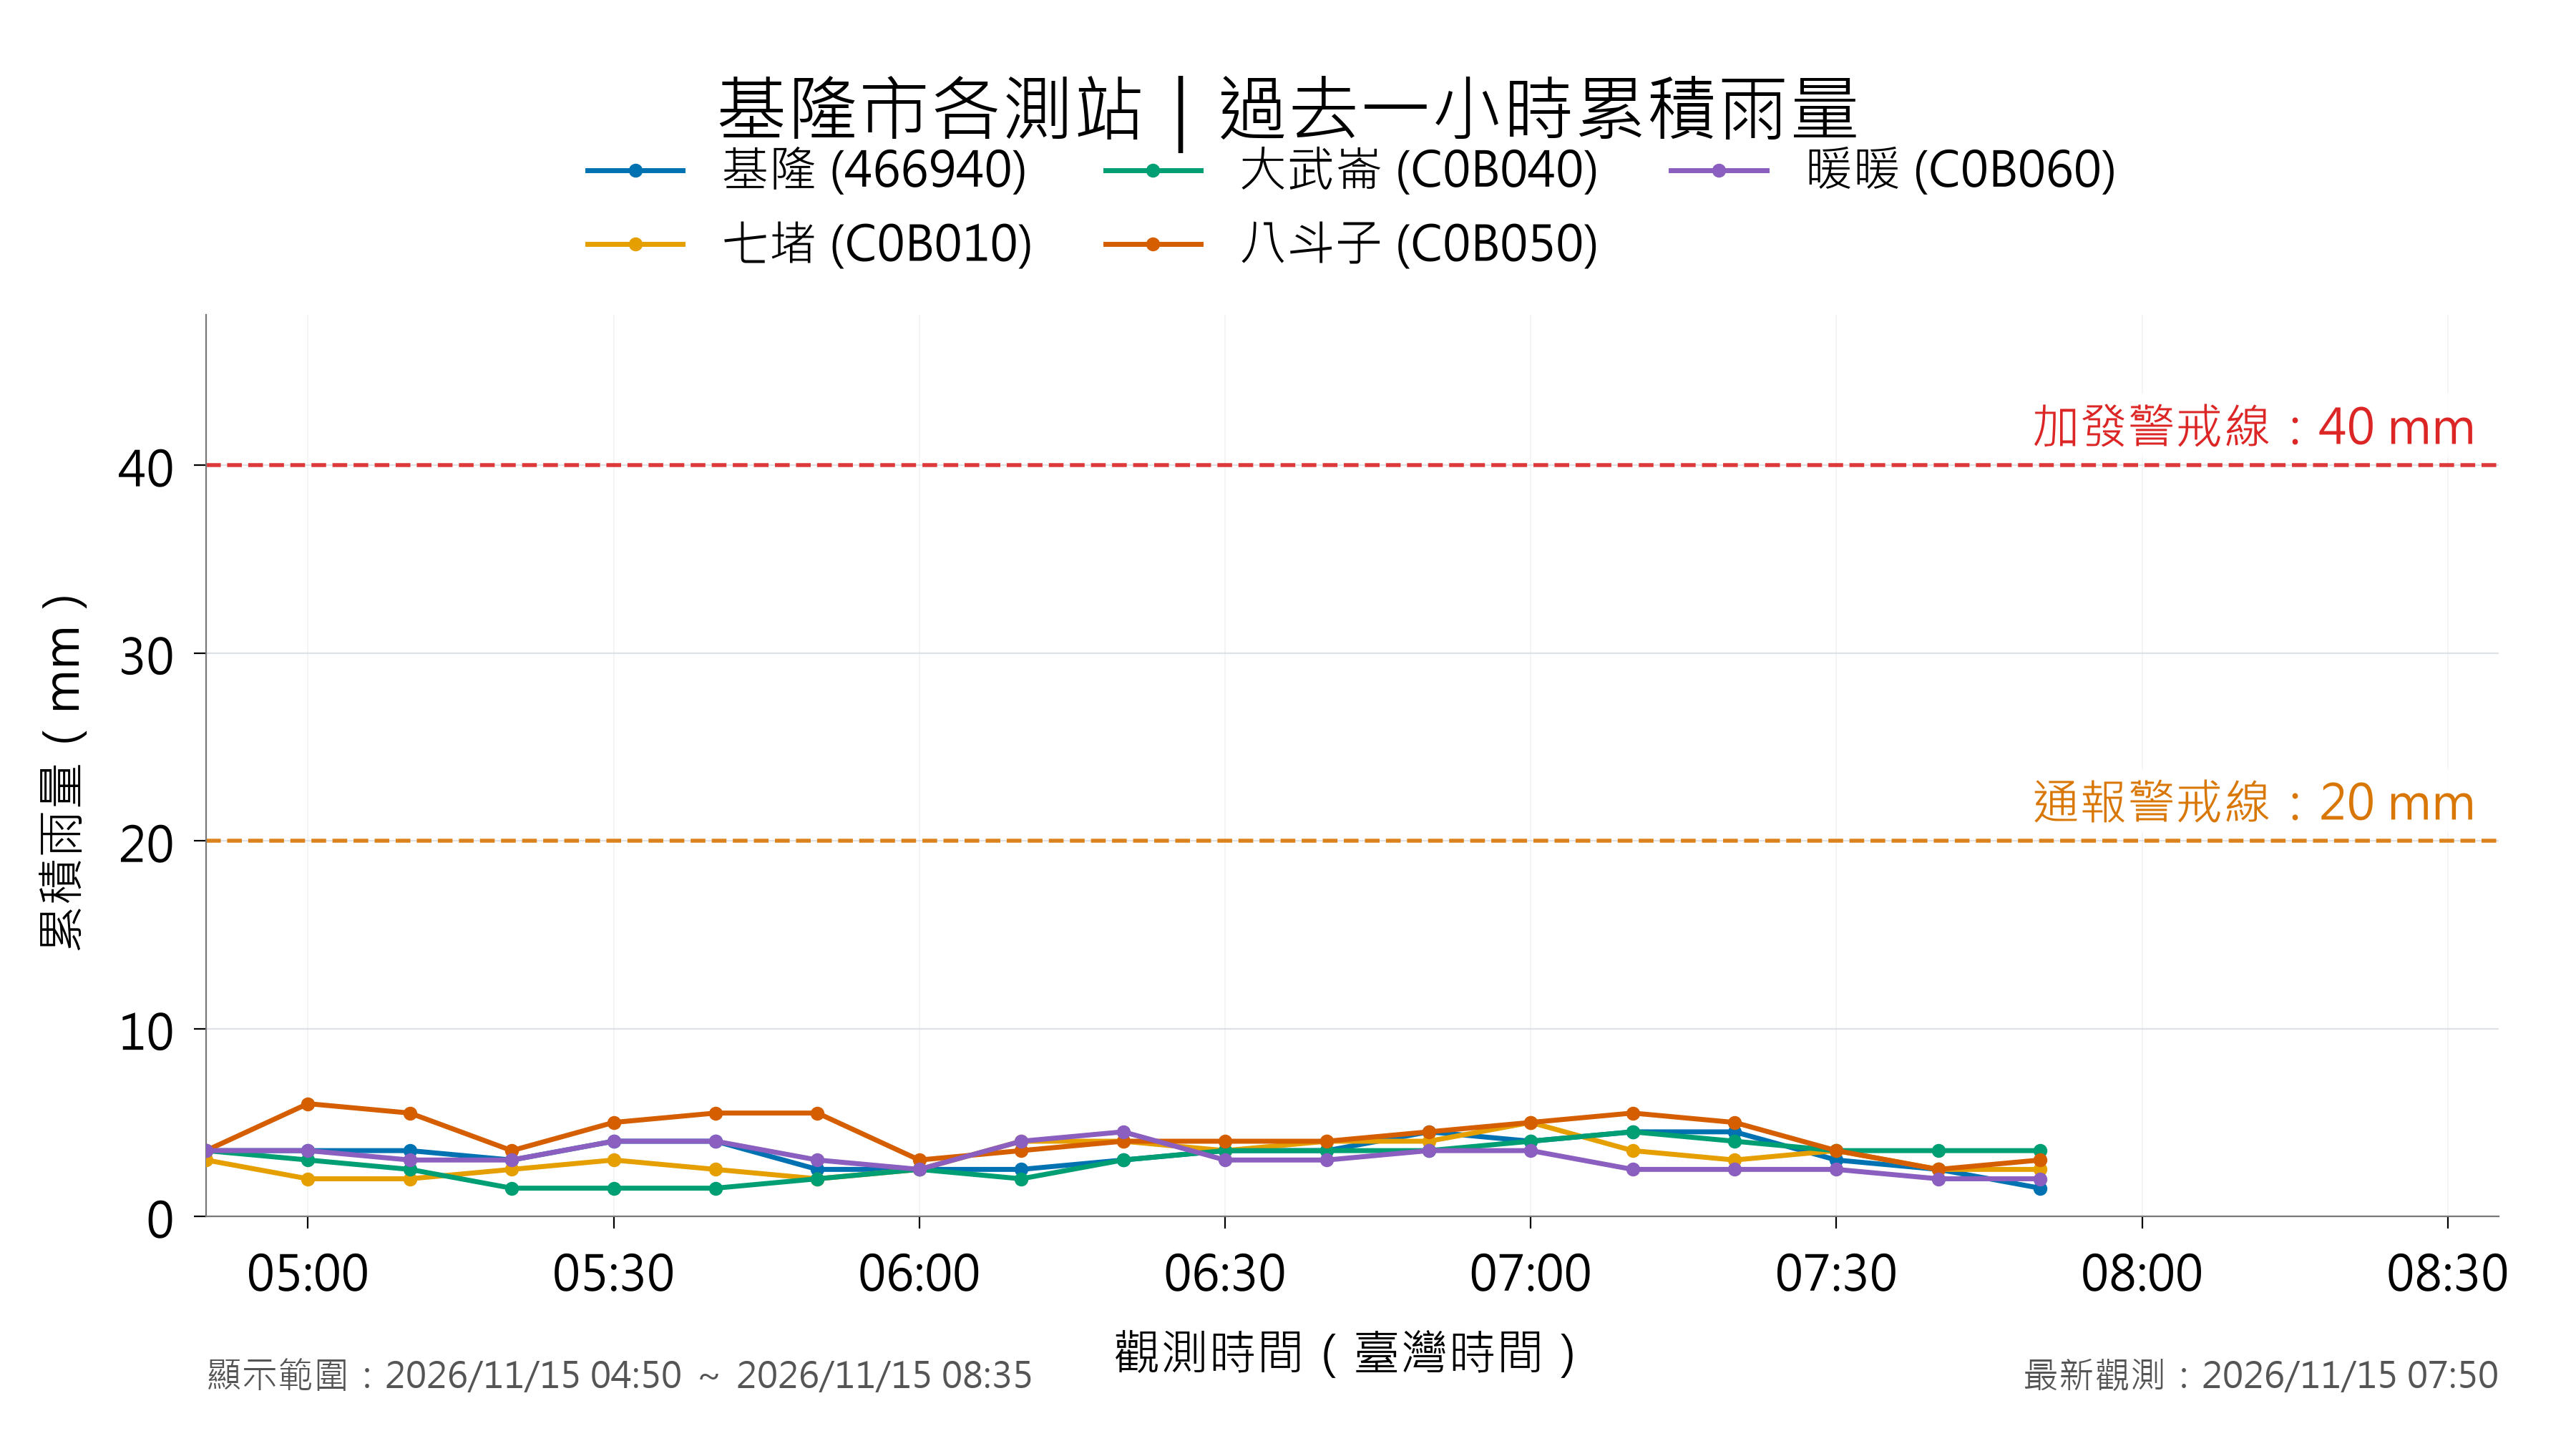 基隆市各測站｜過去一小時累積雨量
基隆 (466940)
大武崙 (C0B040)
暖暖 (C0B060)
七堵 (C0B010)
八斗子 (C0B050)
加發警戒線：40 mm
通報警戒線：20 mm
累積雨量（mm）
40
30
20
10
0
05:00
05:30
06:00
06:30
07:00
07:30
08:00
08:30
觀測時間（臺灣時間）
顯示範圍：2026/11/15 04:50 ~ 2026/11/15 08:35
最新觀測：2026/11/15 07:50